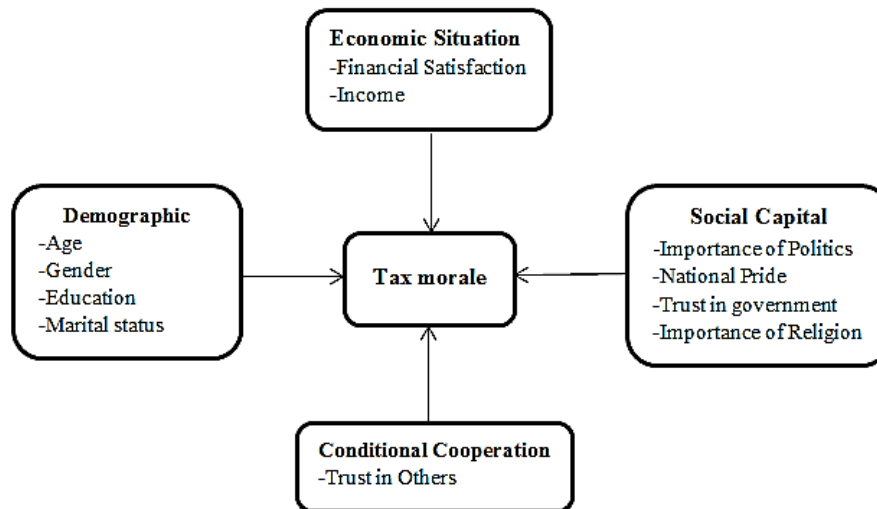 Economic Situation
-Financial Satisfaction
-Income
Demographic
-Age
-Gender
-Education
-Marital status
Tax morale
Social Capital
-Importance of Politics
-National Pride
-Trust in government
-Importance of Religion
Conditional Cooperation
-Trust in Others